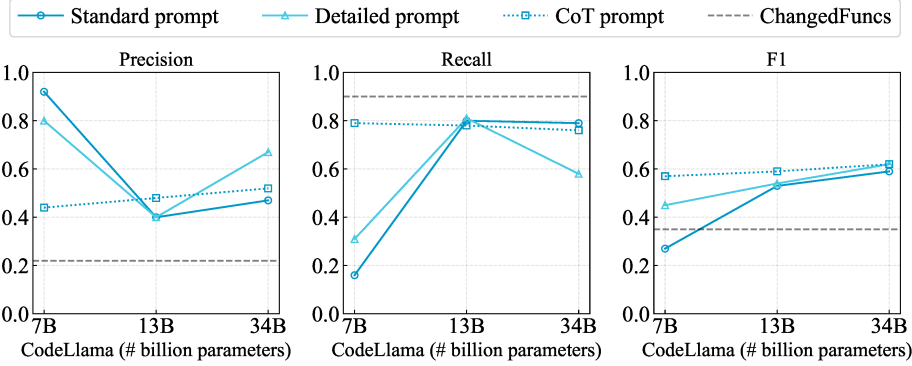 Standard prompt Detailed prompt CoT prompt ChangedFuncs
Precision Recall F1
1.0 1.0 1.0
0.8 0.8 0.8
0.6 0.6 0.6
0.4 0.4 0.4
0.2 0.2 0.2
0.0 0.0 0.0
7B 13B 34B 7B 13B 34B 7B 13B 34B
CodeLlama (# billion parameters) CodeLlama (# billion parameters) CodeLlama (# billion parameters)